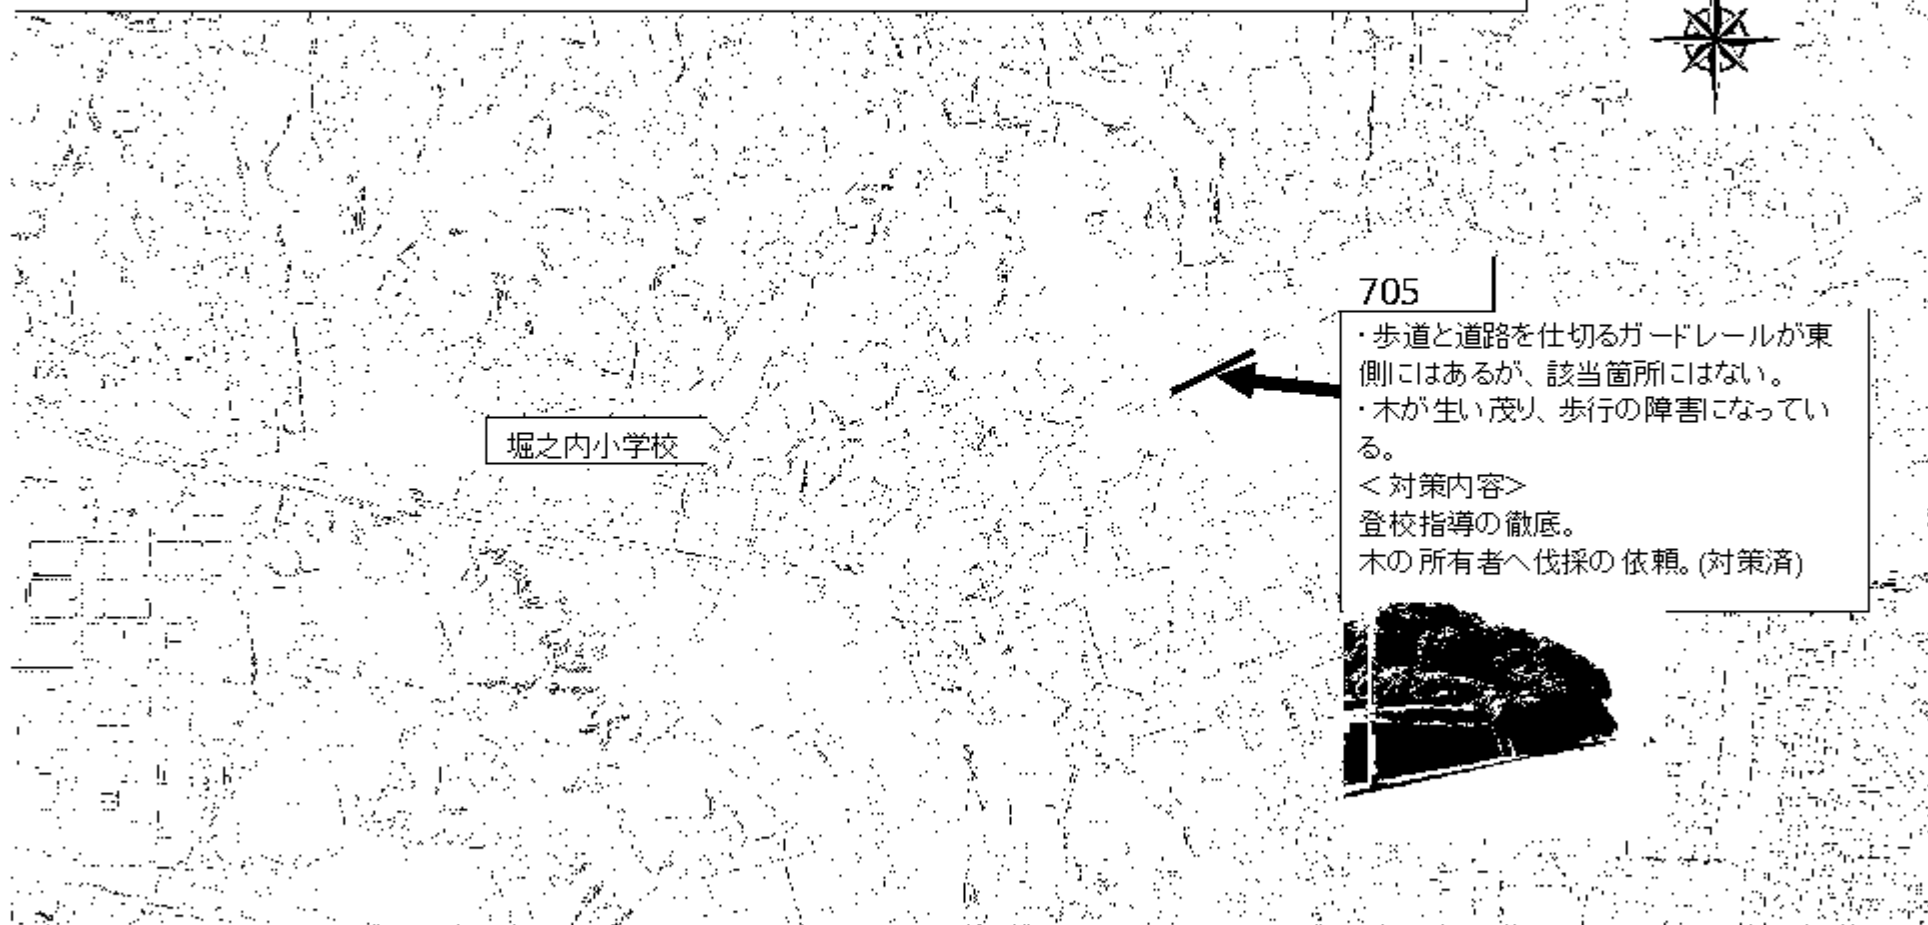 705
・歩道と道路を仕切るガードレールが東
側にはあるが、該当箇所にはない。
・木が生い茂り、歩行の障害になってい
る。
＜対策内容＞
登校指導の徹底。
木の所有者へ伐採の依頼。(対策済)
堀之内小学校